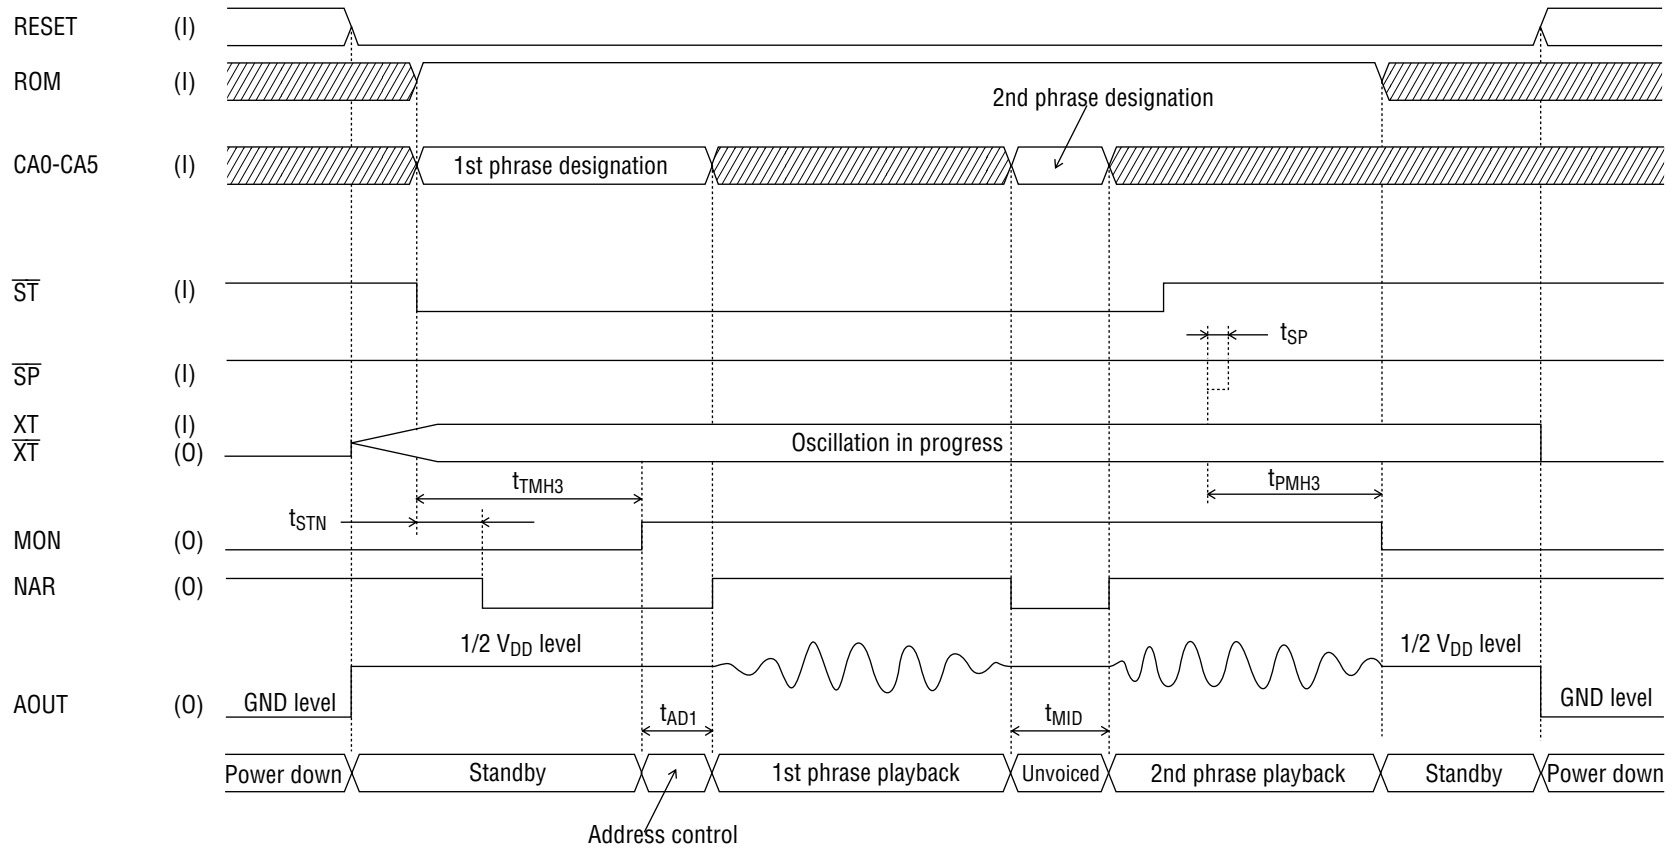 RESET (I)
ROM (I)
2nd phrase designation
CA0-CA5 (I) 1st phrase designation
ST (I)
tSP
SP (I)
XT (I)
XT (O)
Oscillation in progress
tTMH3 tPMH3
tSTN
MON (O)
NAR (O)
1/2 VDD level 1/2 VDD level
AOUT (O) GND level GND level
tAD1 tMID
Power down Standby 1st phrase playback Unvoiced 2nd phrase playback Standby Power down
Address control